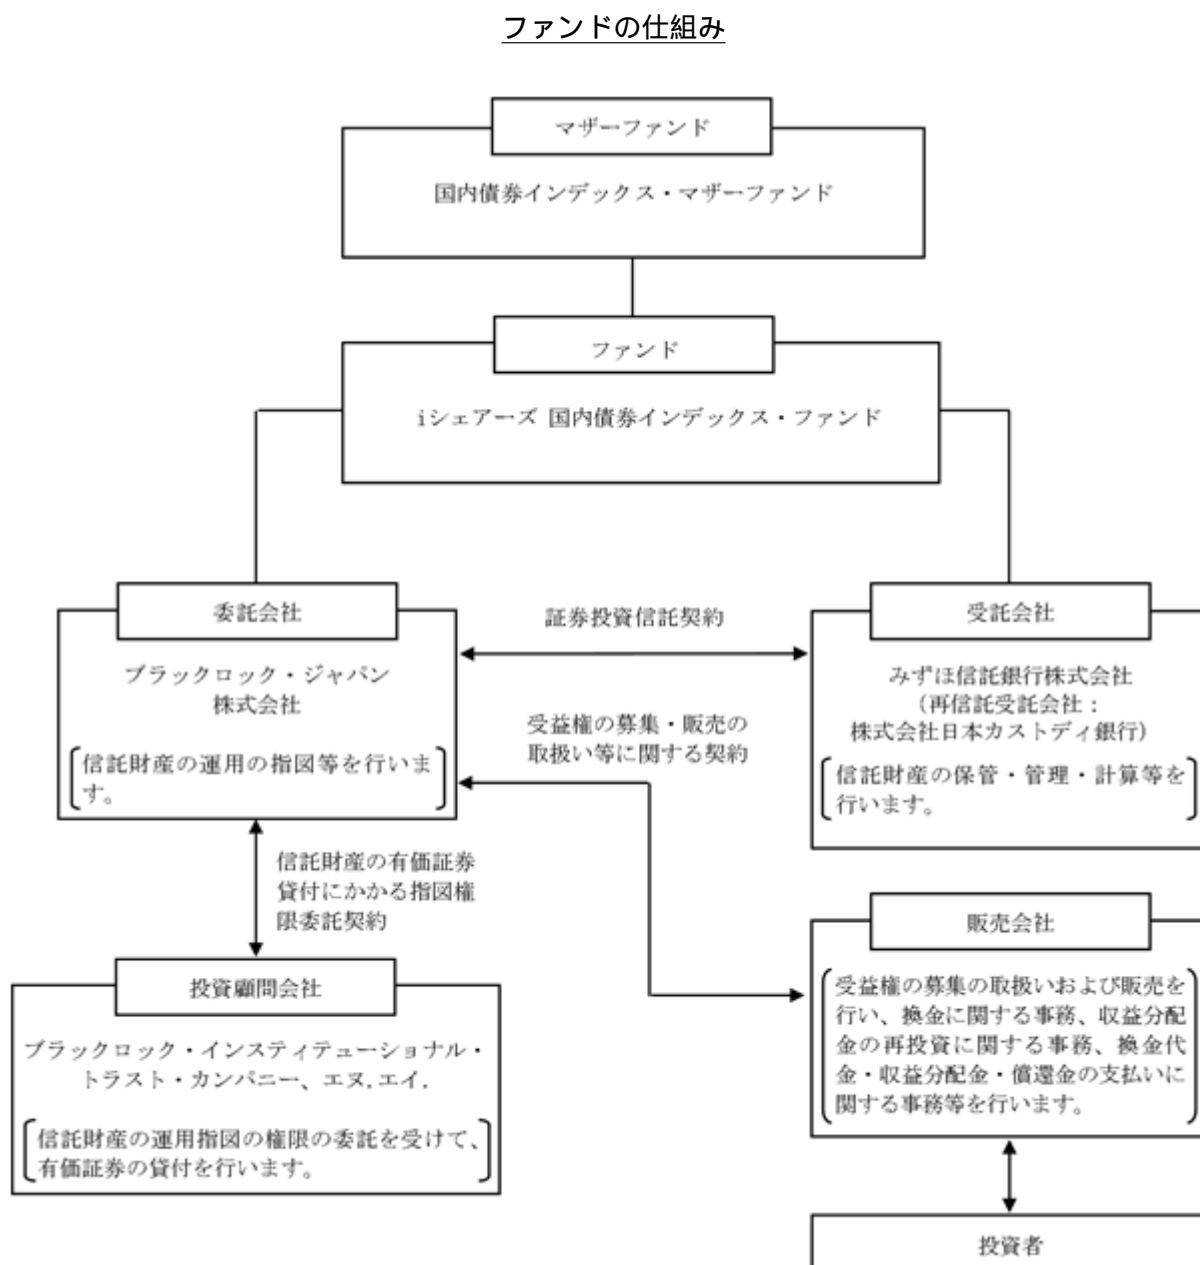 ファンドの仕組み
マザーファンド
国内債券インデックス・マザーファンド
ファンド
iシェアーズ 国内債券インデックス・ファンド
委託会社
ブラックロック・ジャパン
株式会社
信託財産の運用の指図等を行いま
す。
証券投資信託契約
受益権の募集・販売の
取扱い等に関する契約
受託会社
みずほ信託銀行株式会社
(再信託受託会社:
株式会社日本カストディ銀行)
信託財産の保管・管理・計算等を
行います。
信託財産の有価証券
貸付にかかる指図権
限委託契約
投資顧問会社
ブラックロック・インスティテューショナル・
トラスト・カンパニー、エヌ.エイ.
信託財産の運用指図の権限の委託を受けて、
有価証券の貸付を行います。
販売会社
受益権の募集の取扱いおよび販売を
行い、換金に関する事務、収益分配
金の再投資に関する事務、換金代
金・収益分配金・償還金の支払いに
関する事務等を行います。
投資者